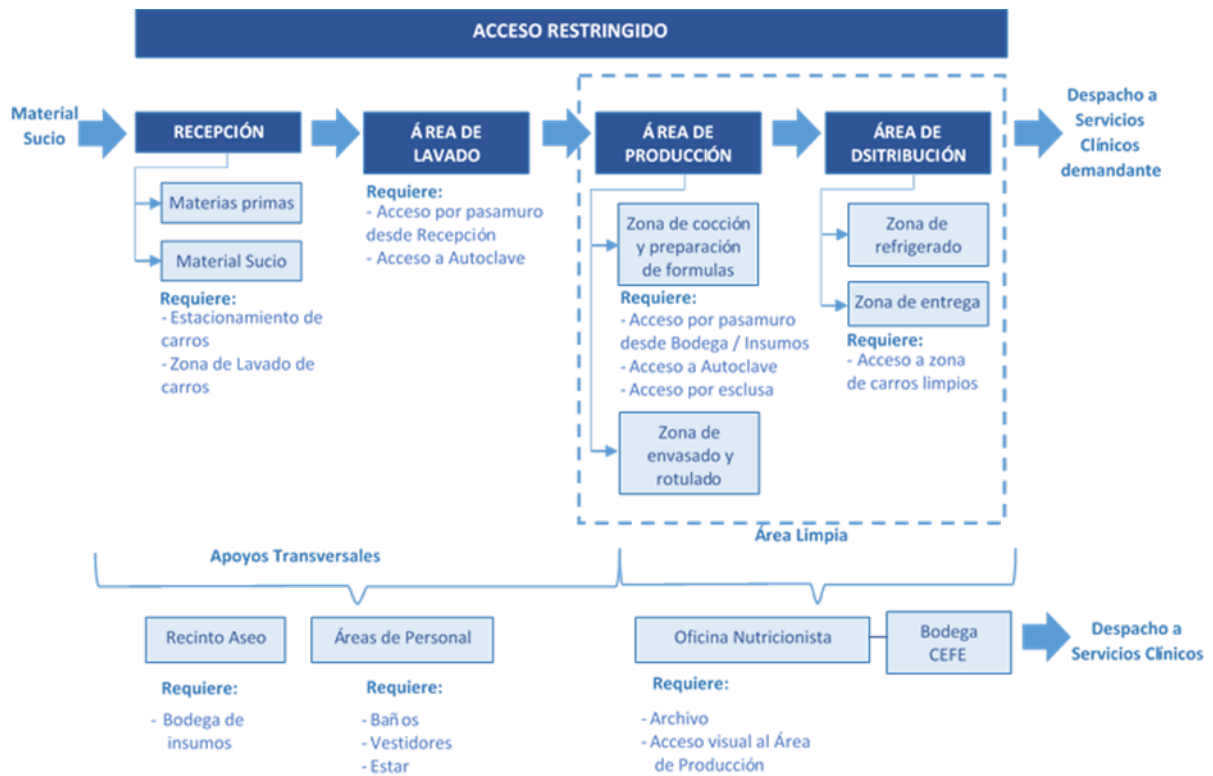 ACCESO RESTRINGIDO
Material
Sucio
RECEPCIÓN
Materias primas
Material Sucio
Requiere:
- Estacionamiento de
carros
- Zona de Lavado de
carros
ÁREA DE
LAVADO
Requiere:
- Acceso por pasamuro
desde Recepción
- Acceso a Autoclave
ÁREA DE
PRODUCCIÓN
Zona de cocción
y preparación
de formulas
Requiere:
- Acceso por pasamuro
desde Bodega / Insumos
- Acceso a Autoclave
- Acceso por esclusa
Zona de
envasado y
rotulado
ÁREA DE
DSITRIBUCIÓN
Zona de
refrigerado
Zona de entrega
Requiere:
- Acceso a zona
de carros limpios
Despacho a
Servicios
Clínicos
demandante
Área Limpia
Apoyos Transversales
Recinto Aseo
Requiere:
- Bodega de
insumos
Áreas de Personal
Requiere:
- Baños
- Vestidores
- Estar
Oficina Nutricionista
Requiere:
- Archivo
- Acceso visual al Área
de Producción
Bodega
CEFE
Despacho a
Servicios Clínicos